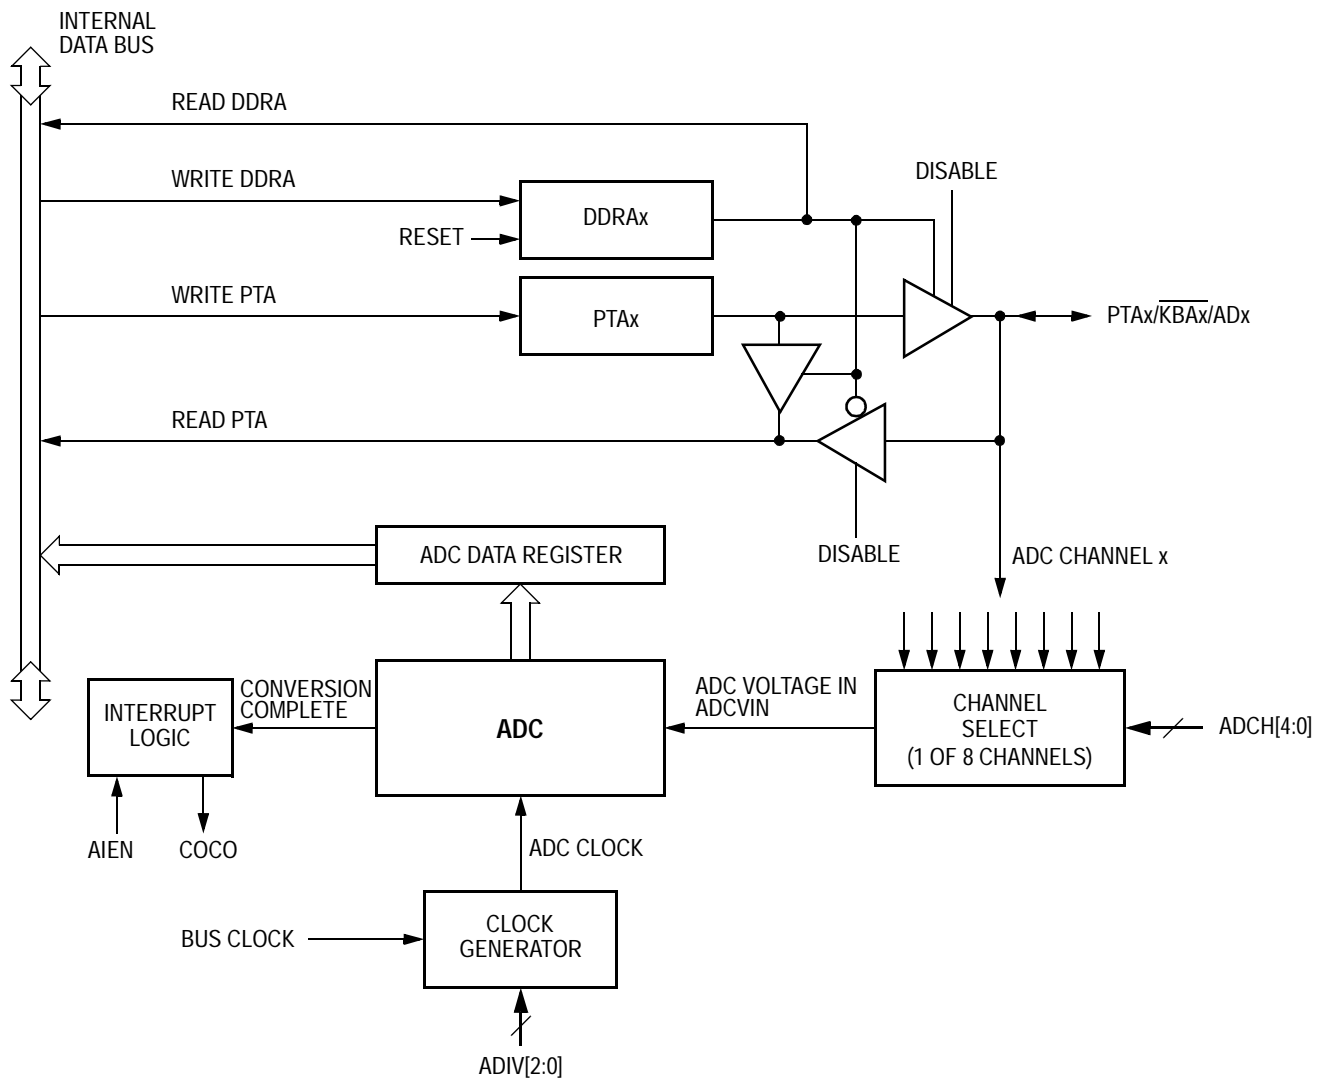 INTERNAL
DATA BUS
READ DDRA
WRITE DDRA
DISABLE
DDRAx
RESET
WRITE PTA
PTAx
PTAx/KBAx/ADx
READ PTA
DISABLE
ADC CHANNEL x
ADC DATA REGISTER
CONVERSION
COMPLETE
INTERRUPT
LOGIC
ADC
ADC VOLTAGE IN
ADCVIN
CHANNEL
SELECT
(1 OF 8 CHANNELS)
ADCH[4:0]
AIEN
COCO
ADC CLOCK
BUS CLOCK
CLOCK
GENERATOR
ADIV[2:0]